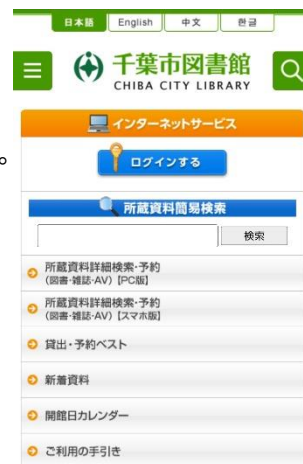 日本語 English 中文 한글
千葉市図書館
CHIBA CITY LIBRARY
インターネットサービス
。
ログインする
所蔵資料簡易検索
検索
所蔵資料詳細検索・予約
(図書・雑誌・AV)【PC版】
所蔵資料詳細検索・予約
(図書・雑誌・AV)【スマホ版】
貸出・予約ベスト
新着資料
開館日カレンダー
ご利用の手引き